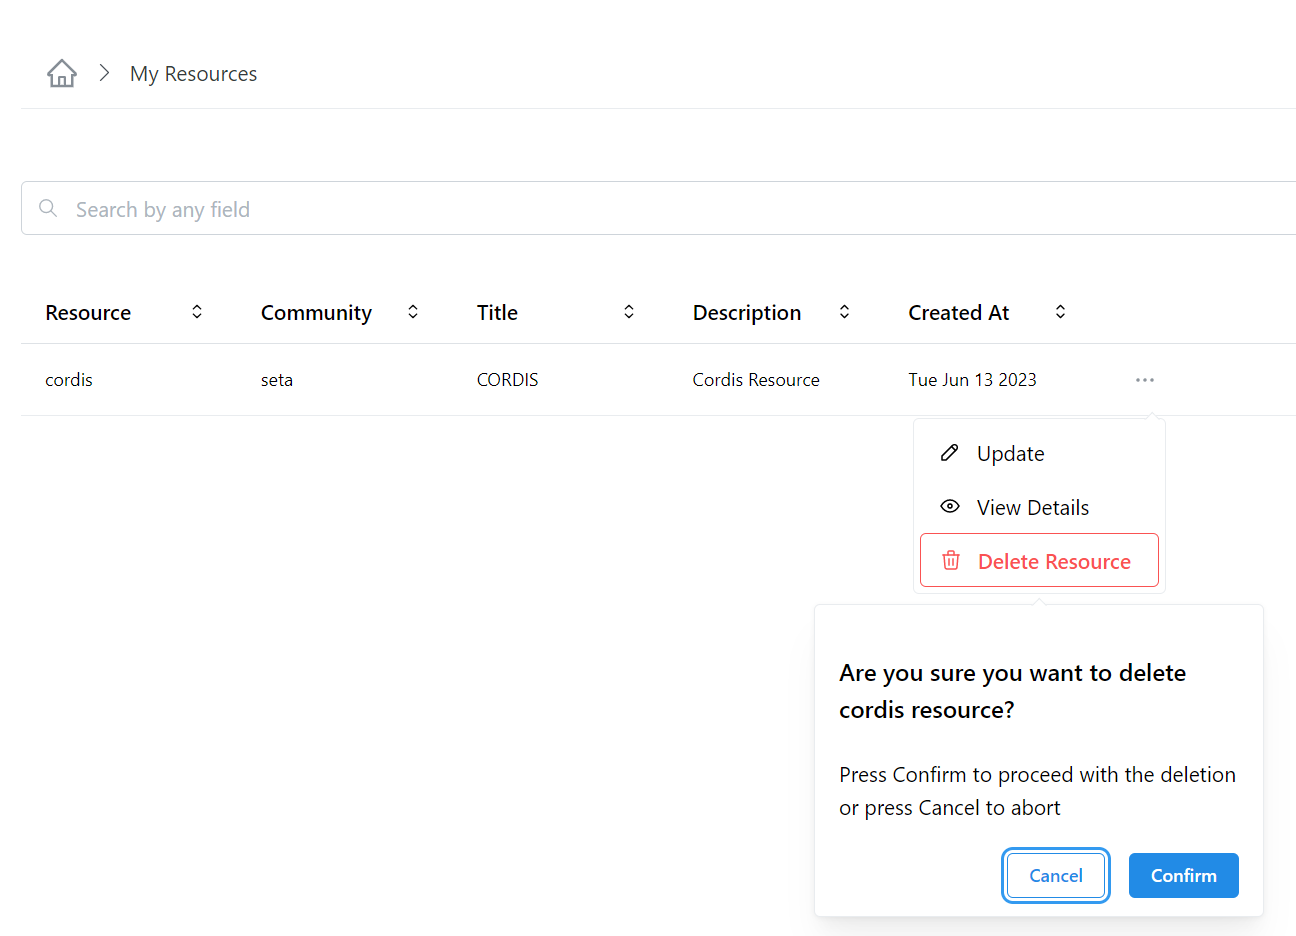 My Resources
Search by any field
Resource Community Title Description Created At
cordis seta CORDIS Cordis Resource Tue Jun 13 2023
Update
View Details
Delete Resource
Are you sure you want to delete
cordis resource?
Press Confirm to proceed with the deletion
or press Cancel to abort
Cancel Confirm